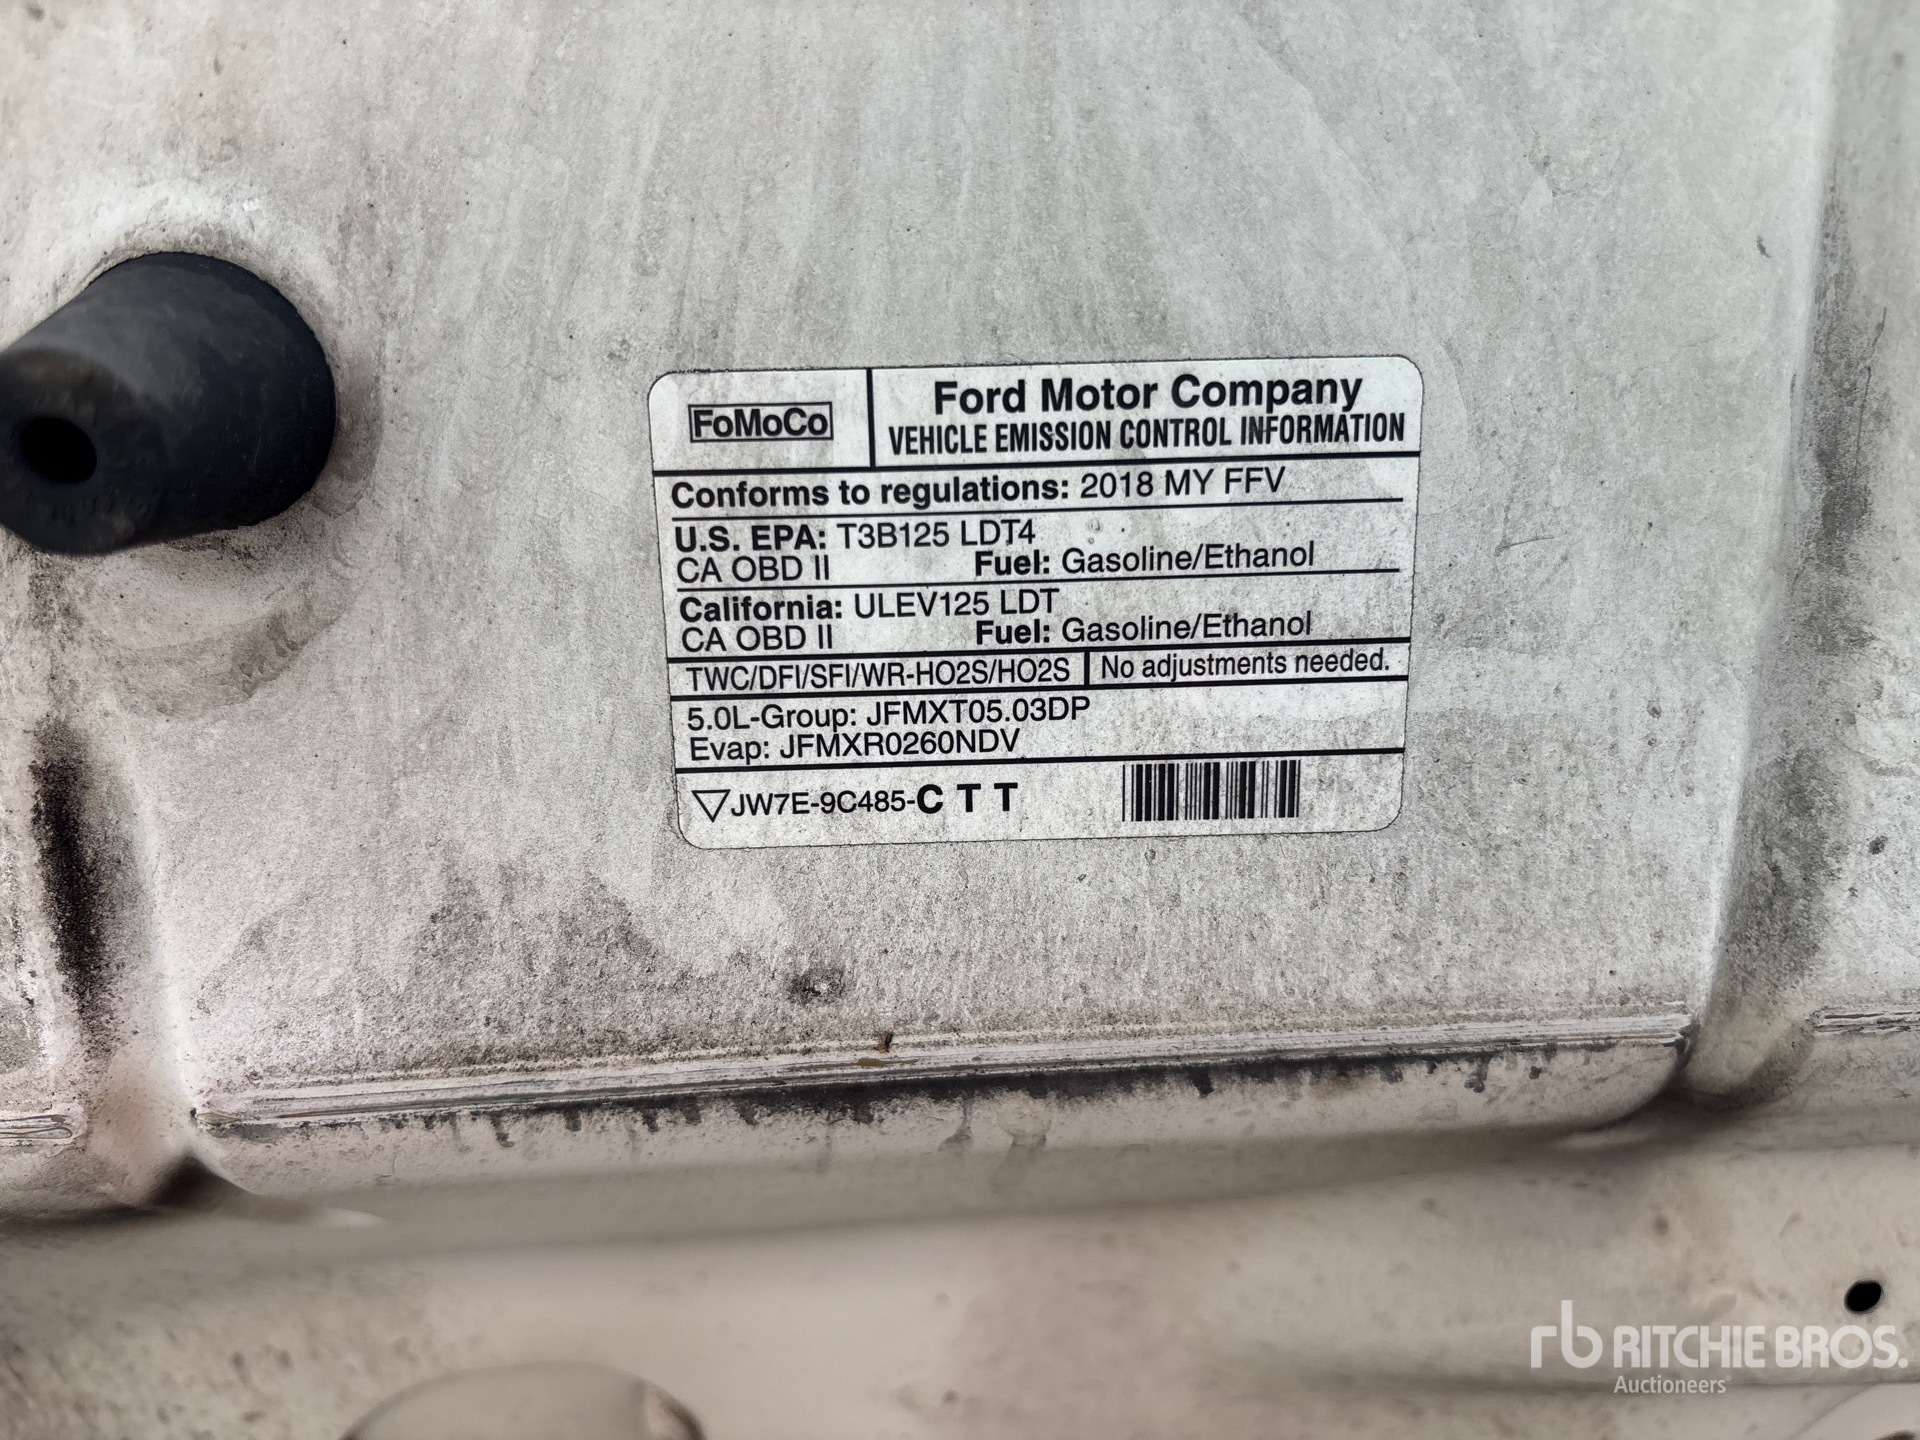 FoMoCo
Ford Motor Company
VEHICLE EMISSION CONTROL INFORMATION
Conforms to regulations: 2018 MY FFV
U.S. EPA: T3B125 LDT4
CA OBD II Fuel: Gasoline/Ethanol
California: ULEV125 LDT
CA OBD II Fuel: Gasoline/Ethanol
TWC/DFI/SFI/WR-HO2S/HO2S No adjustments needed.
5.0L-Group: JFMXT05.03DP
Evap: JFMXR0260NDV
JW7E-9C485-C T T
rb RITCHIE BROS.
Auctioneers